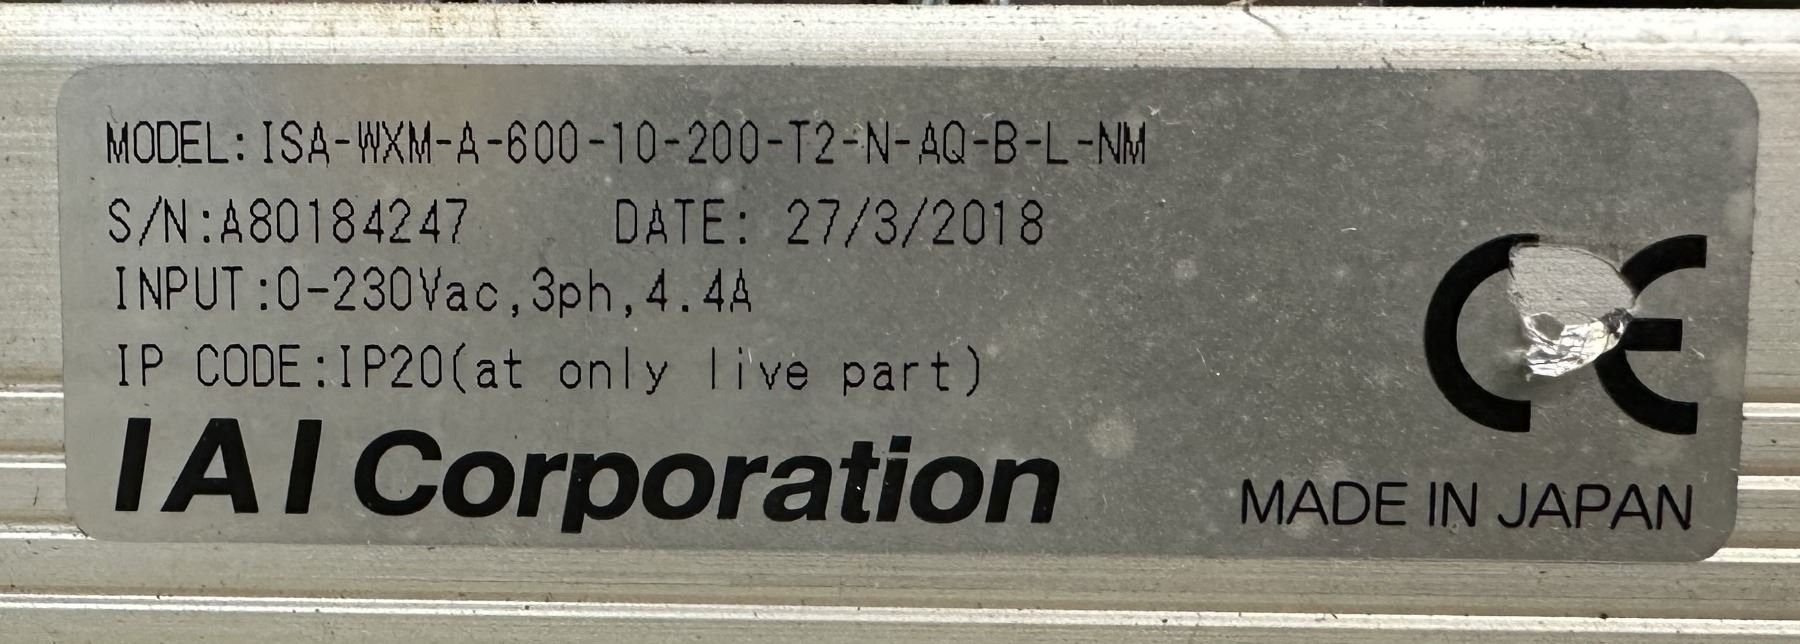 MODEL:ISA-WXM-A-600-10-200-T2-N-AQ-B-L-NM
S/N:A80184247 DATE: 27/3/2018
INPUT:0-230Vac,3ph,4.4A
IP CODE:IP20(at only live part)
IAI Corporation
CE
MADE IN JAPAN